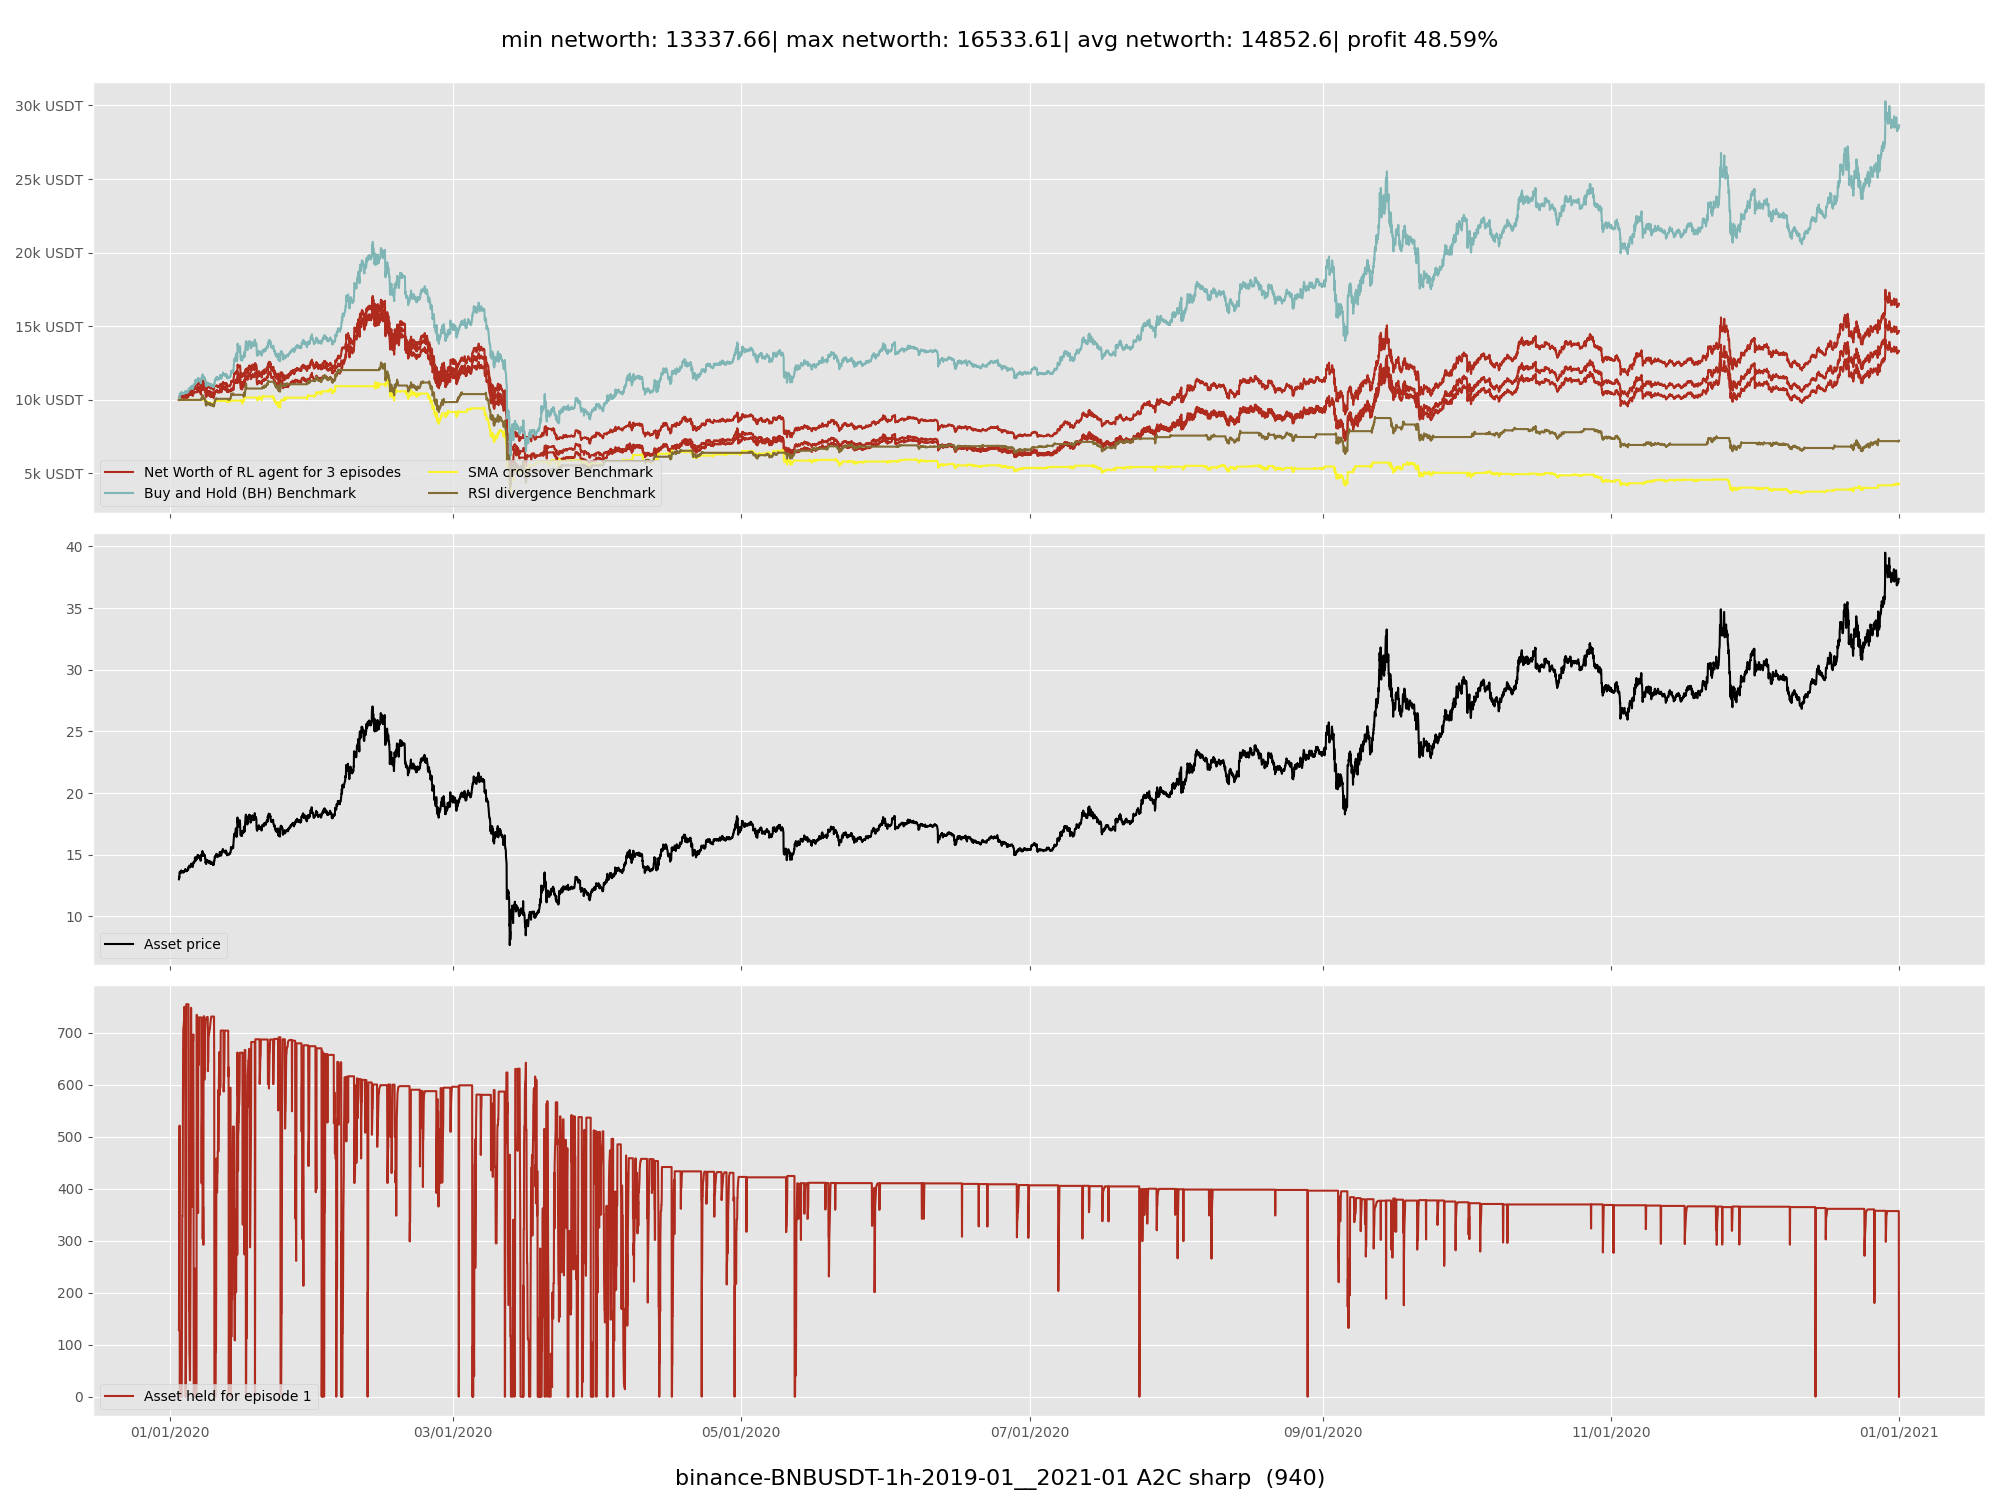 min networth: 13337.66| max networth: 16533.61| avg networth: 14852.6| profit 48.59%
30k USDT
25k USDT
20k USDT
15k USDT
10k USDT
5k USDT
Net Worth of RL agent for 3 episodes
Buy and Hold (BH) Benchmark
SMA crossover Benchmark
RSI divergence Benchmark
40
35
30
25
20
15
10
Asset price
700
600
500
400
300
200
100
0
Asset held for episode 1
01/01/2020 03/01/2020 05/01/2020 07/01/2020 09/01/2020 11/01/2020 01/01/2021
binance-BNBUSDT-1h-2019-01__2021-01 A2C sharp  (940)